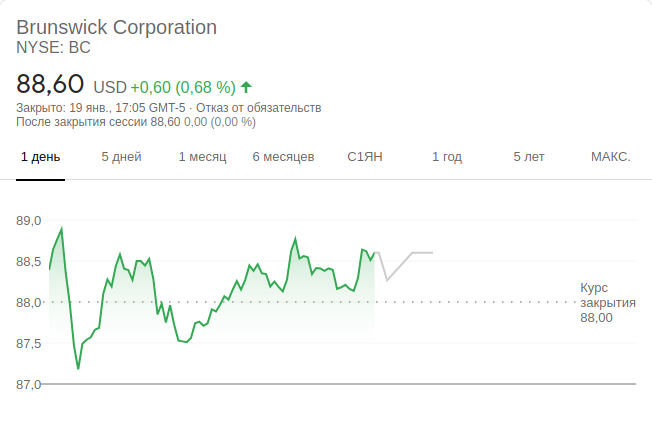 Brunswick Corporation
NYSE: BC
88,60 USD +0,60 (0,68 %)
Закрыто: 19 янв., 17:05 GMT-5 · Отказ от обязательств
После закрытия сессии 88,60 0,00 (0,00 %)
1 день 5 дней 1 месяц 6 месяцев С1ЯН 1 год 5 лет МАКС.
89,0
88,5
88,0
87,5
87,0
Курс
закрытия
88,00